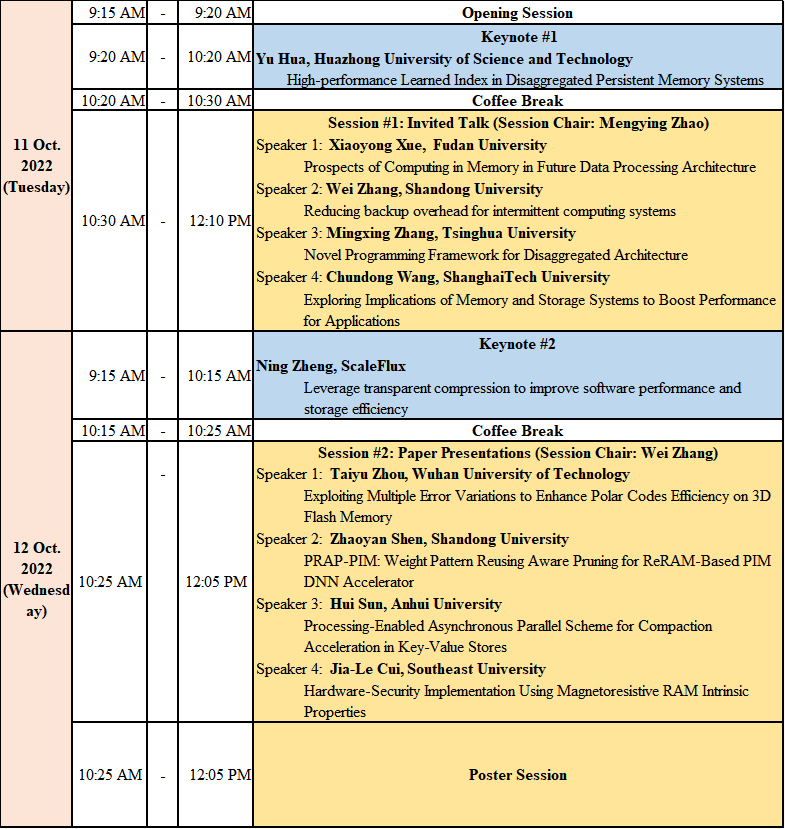 9:15 AM - 9:20 AM Opening Session
11 Oct.
2022
(Tuesday)
9:20 AM - 10:20 AM
Keynote #1
Yu Hua, Huazhong University of Science and Technology
High-performance Learned Index in Disaggregated Persistent Memory Systems
10:20 AM - 10:30 AM Coffee Break
10:30 AM - 12:10 PM
Session #1: Invited Talk (Session Chair: Mengying Zhao)
Speaker 1: Xiaoyong Xue, Fudan University
Prospects of Computing in Memory in Future Data Processing Architecture
Speaker 2: Wei Zhang, Shandong University
Reducing backup overhead for intermittent computing systems
Speaker 3: Mingxing Zhang, Tsinghua University
Novel Programming Framework for Disaggregated Architecture
Speaker 4: Chundong Wang, ShanghaiTech University
Exploring Implications of Memory and Storage Systems to Boost Performance
for Applications
12 Oct.
2022
(Wednesd
ay)
9:15 AM - 10:15 AM
Keynote #2
Ning Zheng, ScaleFlux
Leverage transparent compression to improve software performance and
storage efficiency
10:15 AM - 10:25 AM Coffee Break
10:25 AM - 12:05 PM
Session #2: Paper Presentations (Session Chair: Wei Zhang)
Speaker 1: Taiyu Zhou, Wuhan University of Technology
Exploiting Multiple Error Variations to Enhance Polar Codes Efficiency on 3D
Flash Memory
Speaker 2: Zhaoyan Shen, Shandong University
PRAP-PIM: Weight Pattern Reusing Aware Pruning for ReRAM-Based PIM
DNN Accelerator
Speaker 3: Hui Sun, Anhui University
Processing-Enabled Asynchronous Parallel Scheme for Compaction
Acceleration in Key-Value Stores
Speaker 4: Jia-Le Cui, Southeast University
Hardware-Security Implementation Using Magnetoresistive RAM Intrinsic
Properties
10:25 AM - 12:05 PM Poster Session